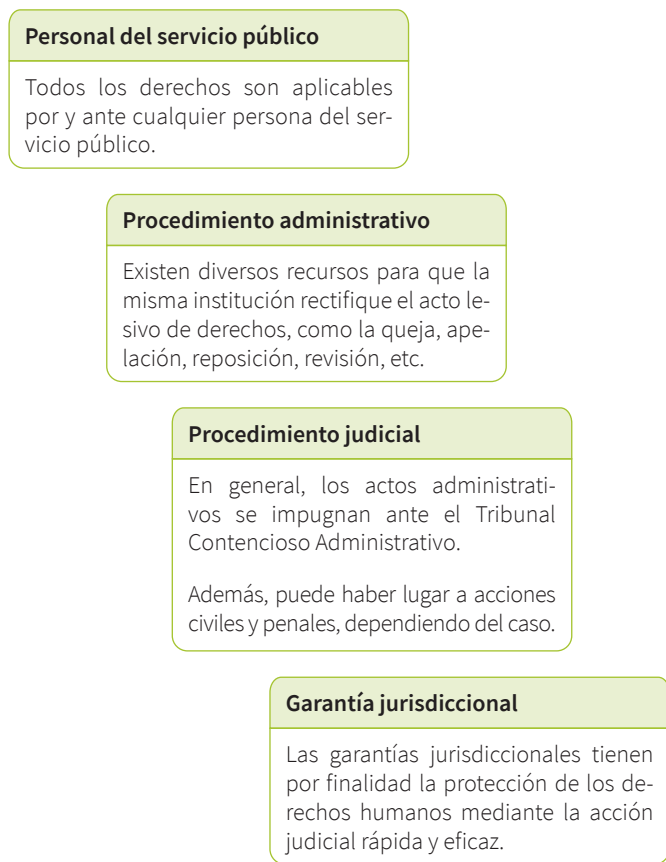 Personal del servicio público
Todos los derechos son aplicables
por y ante cualquier persona del ser-
vicio público.
Procedimiento administrativo
Existen diversos recursos para que la
misma institución rectifique el acto le-
sivo de derechos, como la queja, ape-
lación, reposición, revisión, etc.
Procedimiento judicial
En general, los actos administrati-
vos se impugnan ante el Tribunal
Contencioso Administrativo.
Además, puede haber lugar a acciones
civiles y penales, dependiendo del caso.
Garantía jurisdiccional
Las garantías jurisdiccionales tienen
por finalidad la protección de los de-
rechos humanos mediante la acción
judicial rápida y eficaz.